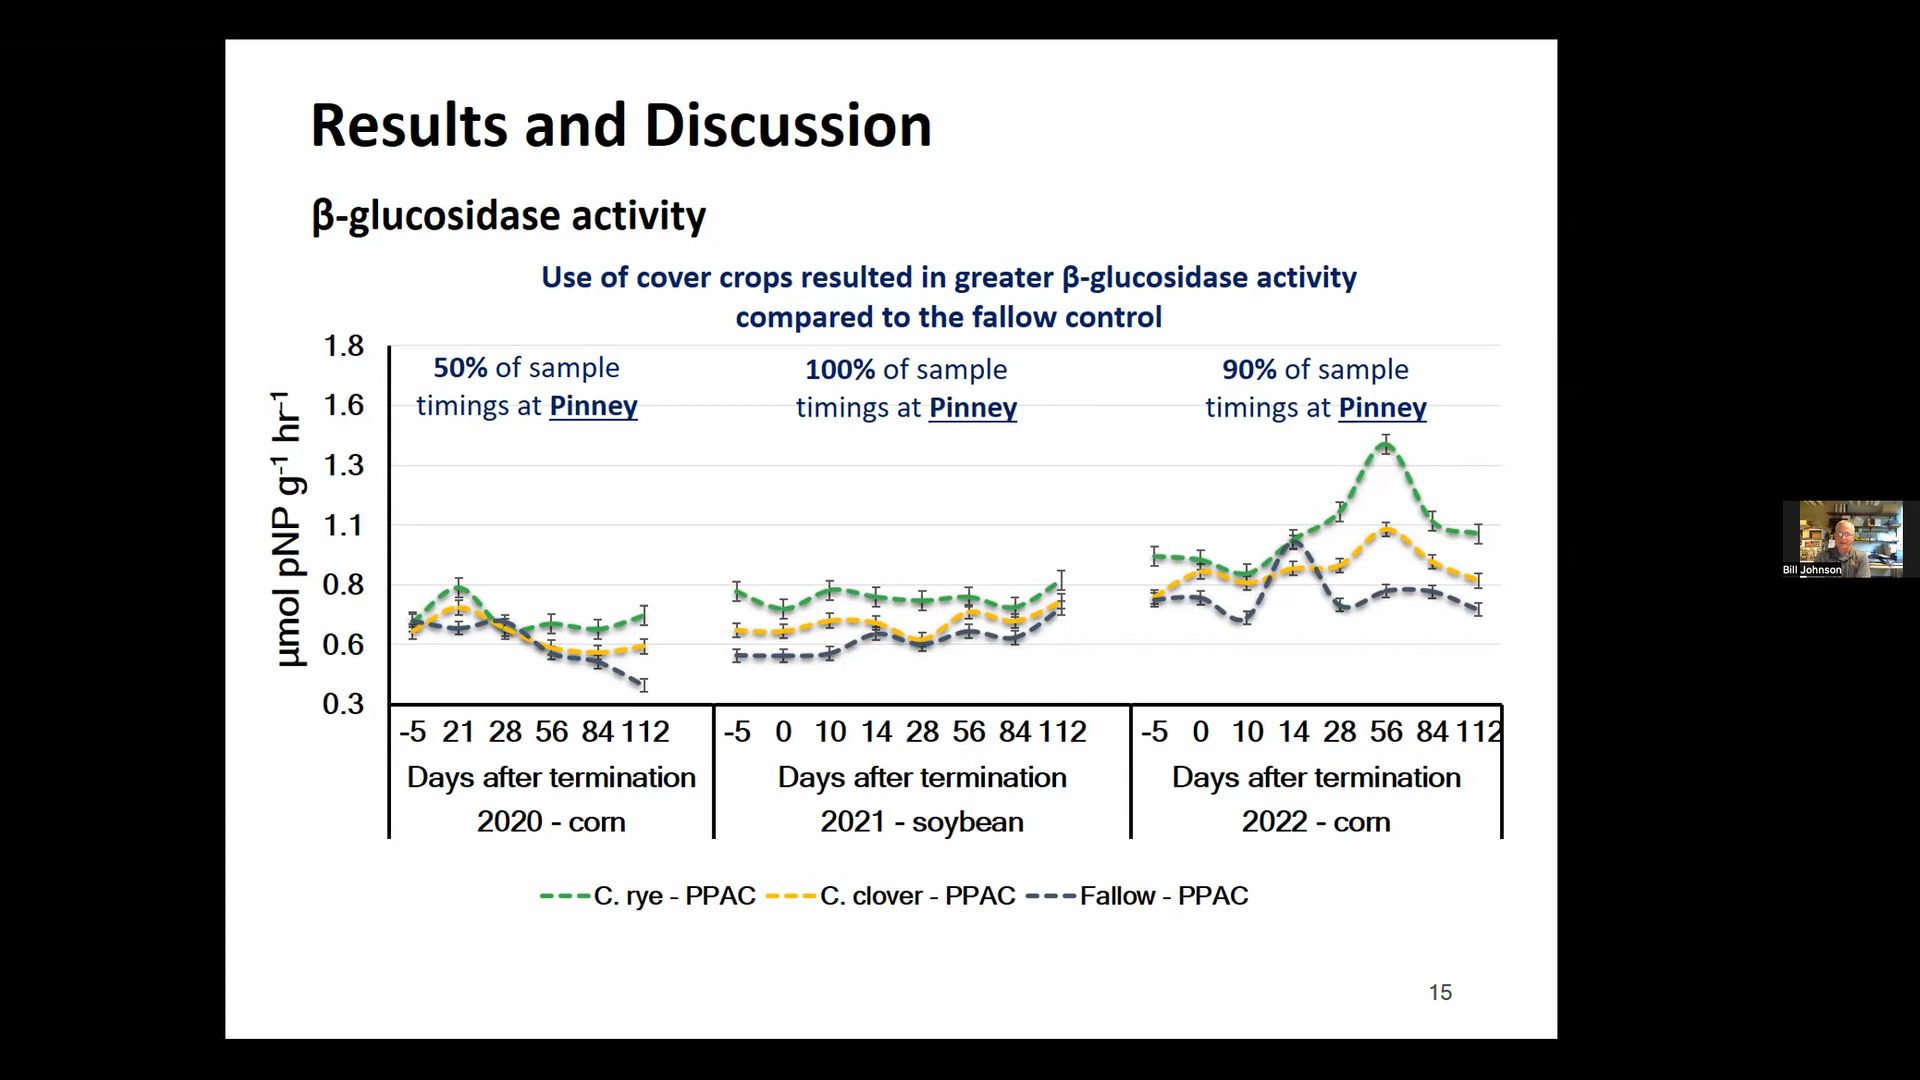 Results and Discussion
β-glucosidase activity
Use of cover crops resulted in greater β-glucosidase activity
compared to the fallow control
50% of sample
timings at Pinney
100% of sample
timings at Pinney
90% of sample
timings at Pinney
µmol pNP g⁻¹ hr⁻¹
1.8
1.6
1.3
1.1
0.8
0.6
0.3
-5 21 28 56 84 112
-5 0 10 14 28 56 84 112
-5 0 10 14 28 56 84 112
Days after termination
Days after termination
Days after termination
2020 - corn
2021 - soybean
2022 - corn
C. rye - PPAC
C. clover - PPAC
Fallow - PPAC
15
Bill Johnson